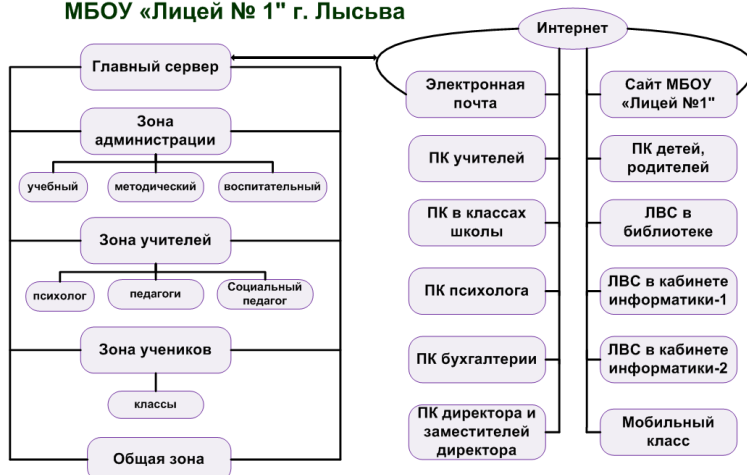 МБОУ «Лицей № 1" г. Лысьва
Главный сервер
Зона
администрации
учебный
методический
воспитательный
Зона учителей
психолог
педагоги
Социальный
педагог
Зона учеников
классы
Общая зона
Интернет
Электронная
почта
ПК учителей
ПК в классах
школы
ПК психолога
ПК бухгалтерии
ПК директора и
заместителей
директора
Сайт МБОУ
«Лицей №1"
ПК детей,
родителей
ЛВС в
библиотеке
ЛВС в кабинете
информатики-1
ЛВС в кабинете
информатики-2
Мобильный
класс